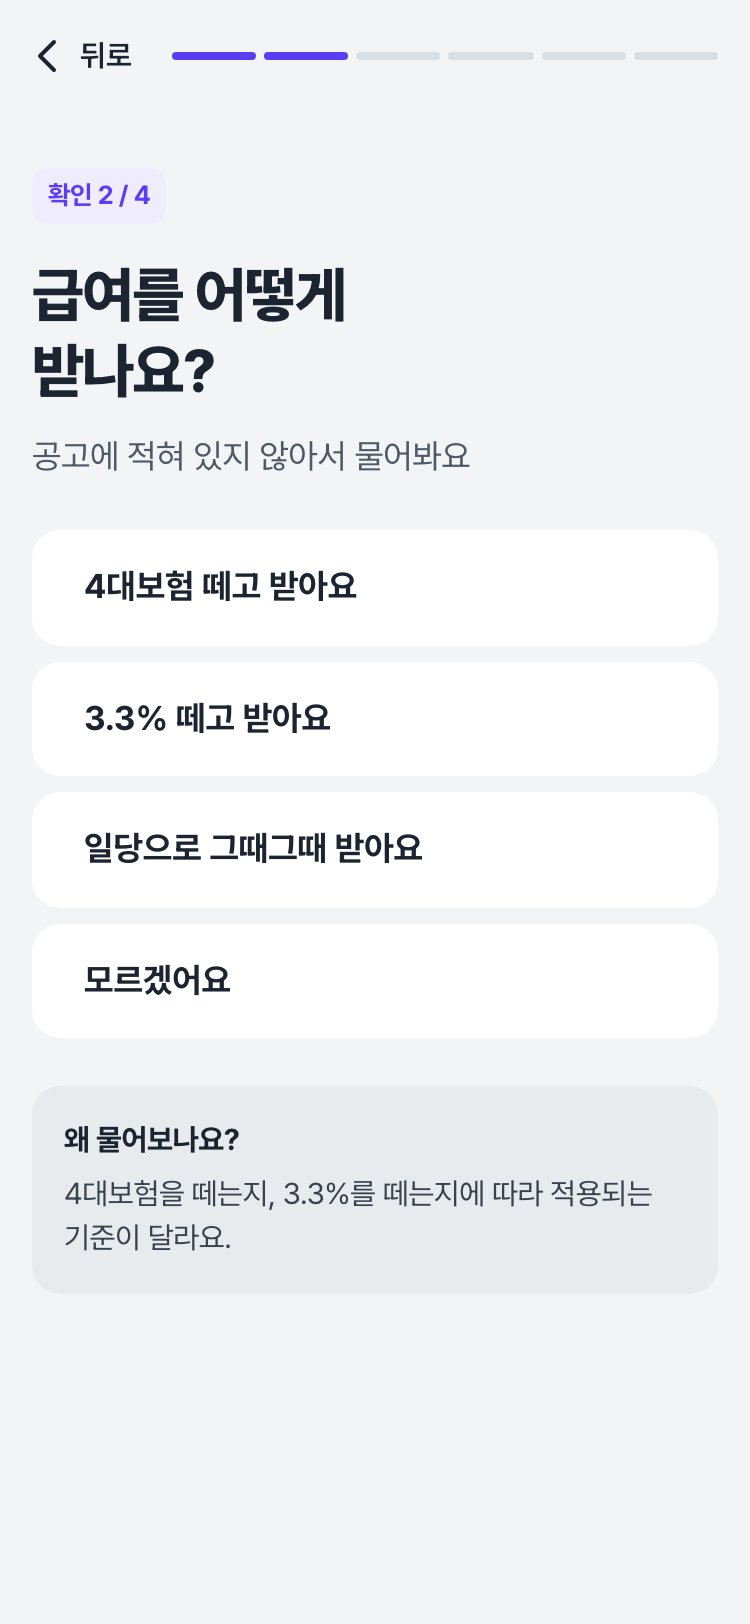 뒤로
확인 2 / 4
급여를 어떻게
받나요?
공고에 적혀 있지 않아서 물어봐요
4대보험 떼고 받아요
3.3% 떼고 받아요
일당으로 그때그때 받아요
모르겠어요
왜 물어보나요?
4대보험을 떼는지, 3.3%를 떼는지에 따라 적용되는
기준이 달라요.